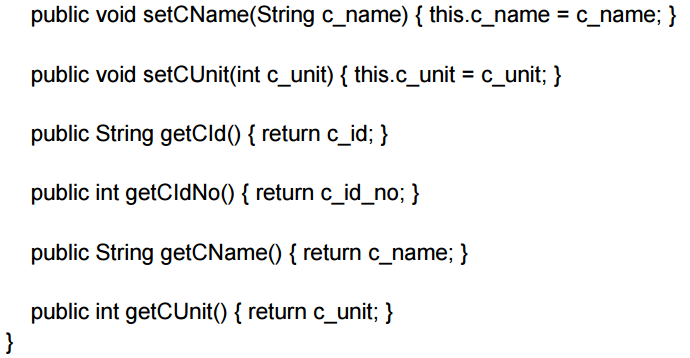 public void setCName(String c_name) { this.c_name = c_name; }
public void setCUnit(int c_unit) { this.c_unit = c_unit; }
public String getCId() { return c_id; }
public int getCIdNo() { return c_id_no; }
public String getCName() { return c_name; }
public int getCUnit() { return c_unit; }
}